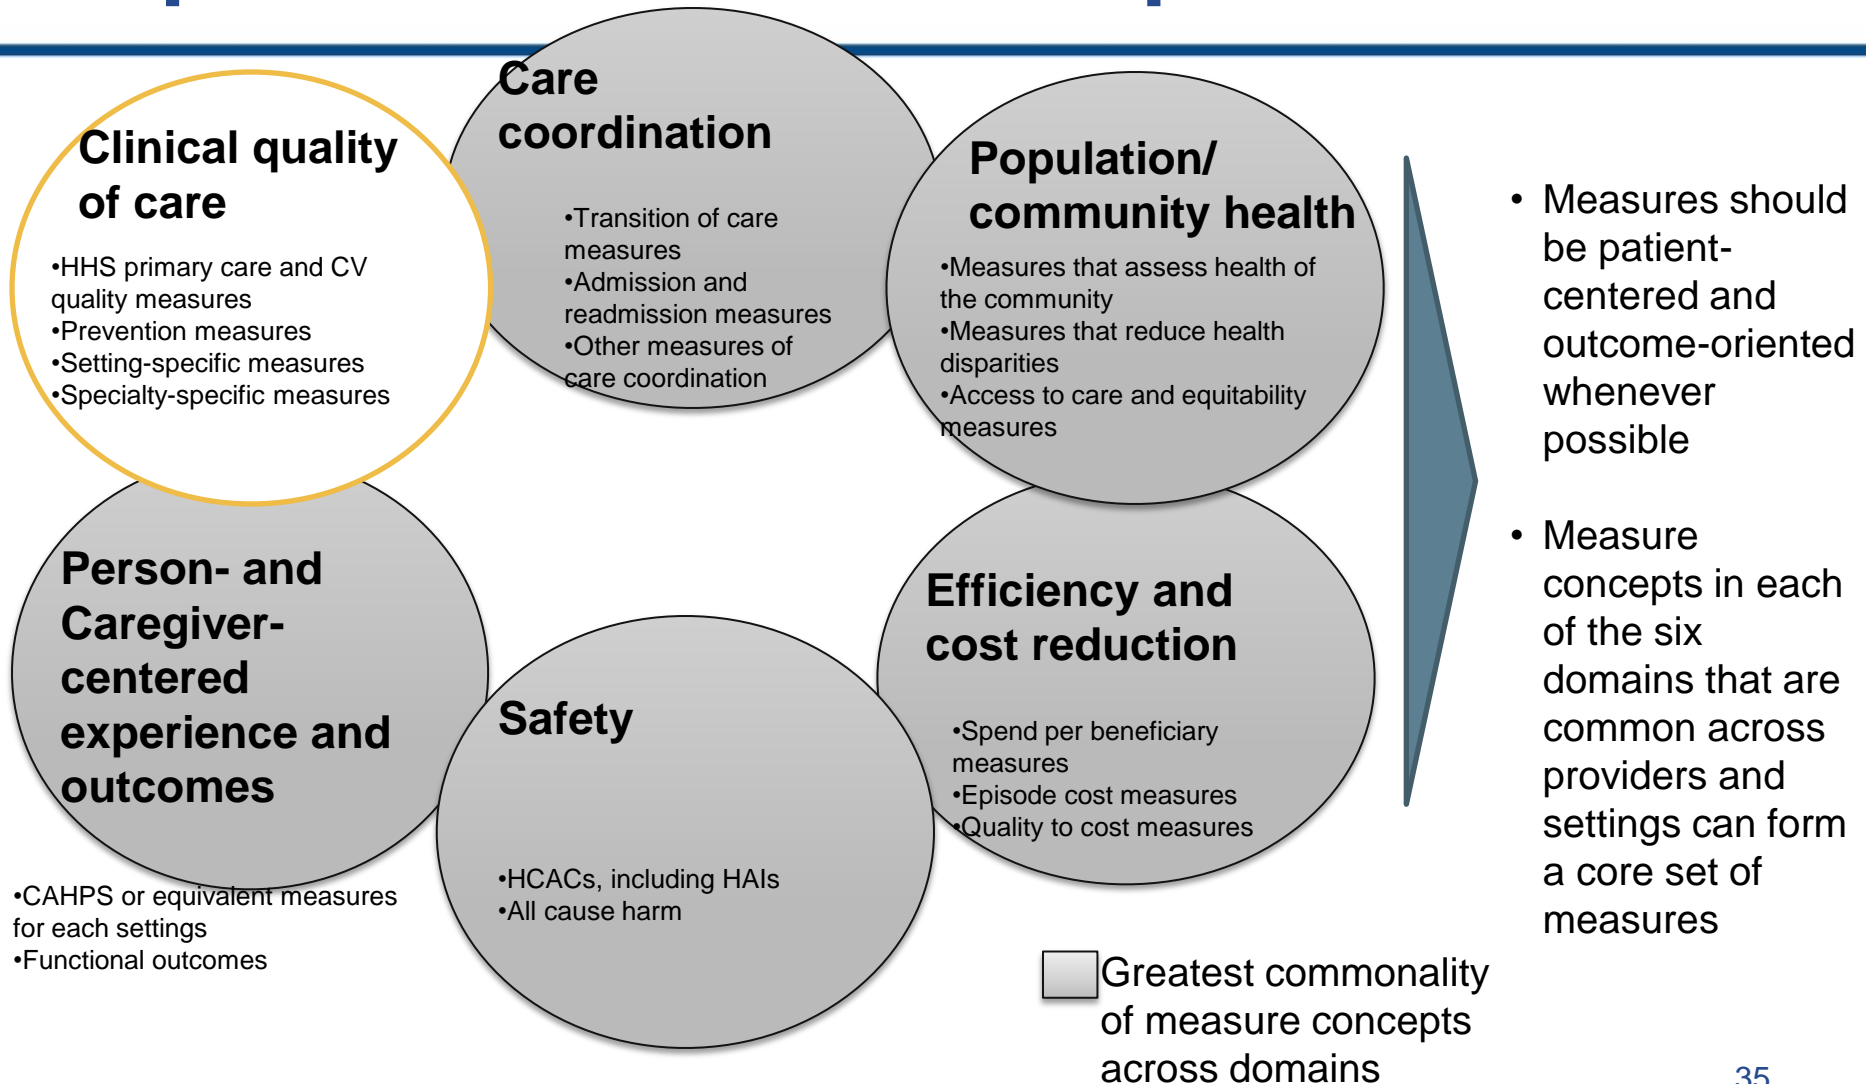 Clinical quality
of care
•HHS primary care and CV
quality measures
•Prevention measures
•Setting-specific measures
•Specialty-specific measures
Care
coordination
•Transition of care
measures
•Admission and
readmission measures
•Other measures of
care coordination
Population/
community health
•Measures that assess health of
the community
•Measures that reduce health
disparities
•Access to care and equitability
measures
Person- and
Caregiver-
centered
experience and
outcomes
•CAHPS or equivalent measures
for each settings
•Functional outcomes
Safety
•HCACs, including HAIs
•All cause harm
Efficiency and
cost reduction
•Spend per beneficiary
measures
•Episode cost measures
•Quality to cost measures
• Measures should
be patient-
centered and
outcome-oriented
whenever
possible
• Measure
concepts in each
of the six
domains that are
common across
providers and
settings can form
a core set of
measures
Greatest commonality
of measure concepts
across domains
35